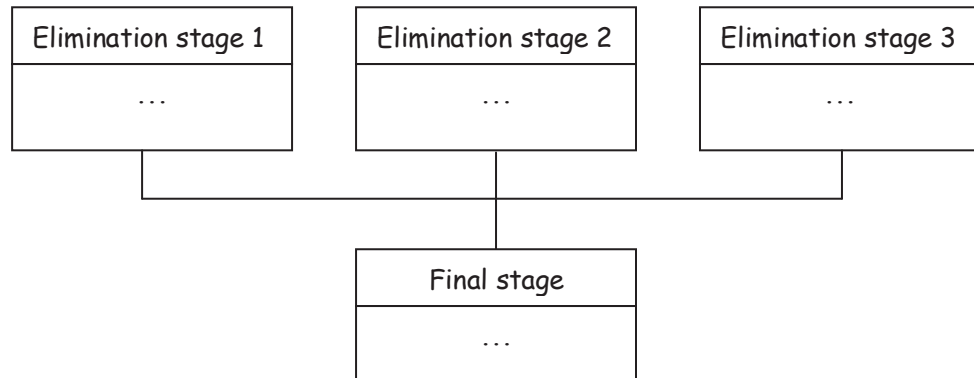 Elimination stage 1
...
Elimination stage 2
...
Elimination stage 3
...
Final stage
...